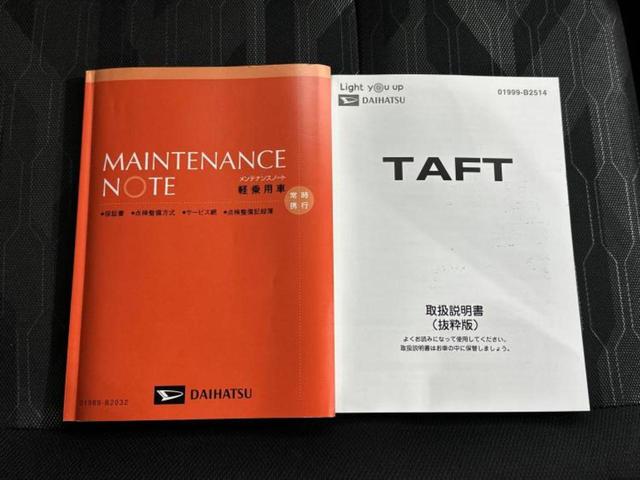 MAINTENANCE
NOTE
メンテナンスノート
軽乗用車
常時
携行
●保証書 ●点検整備方式 ●サービス網 ●点検整備記録簿
DAIHATSU
01989-B2032
Light you up
DAIHATSU
01999-B2514
TAFT
取扱説明書
(抜粋版)
よくお読みになって使用してください。
取扱説明書はお車の中に保管しましょう。